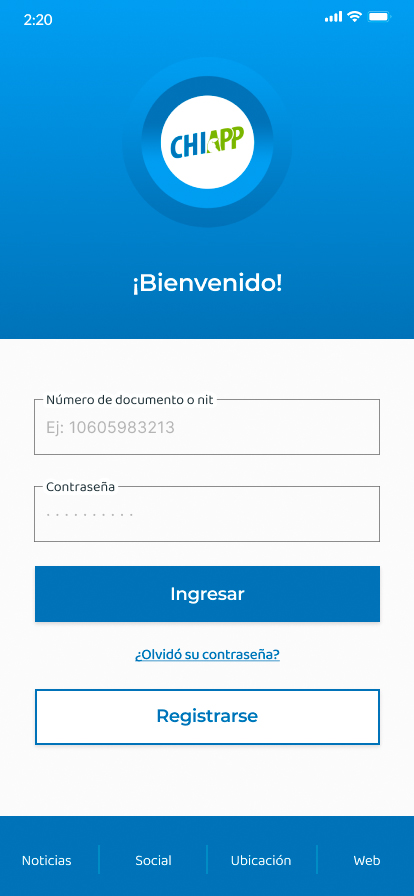 2:20
CHIAPP
¡Bienvenido!
Número de documento o nit
Ej: 10605983213
Contraseña
. . . . . . . . . .
Ingresar
¿Olvidó su contraseña?
Registrarse
Noticias
Social
Ubicación
Web